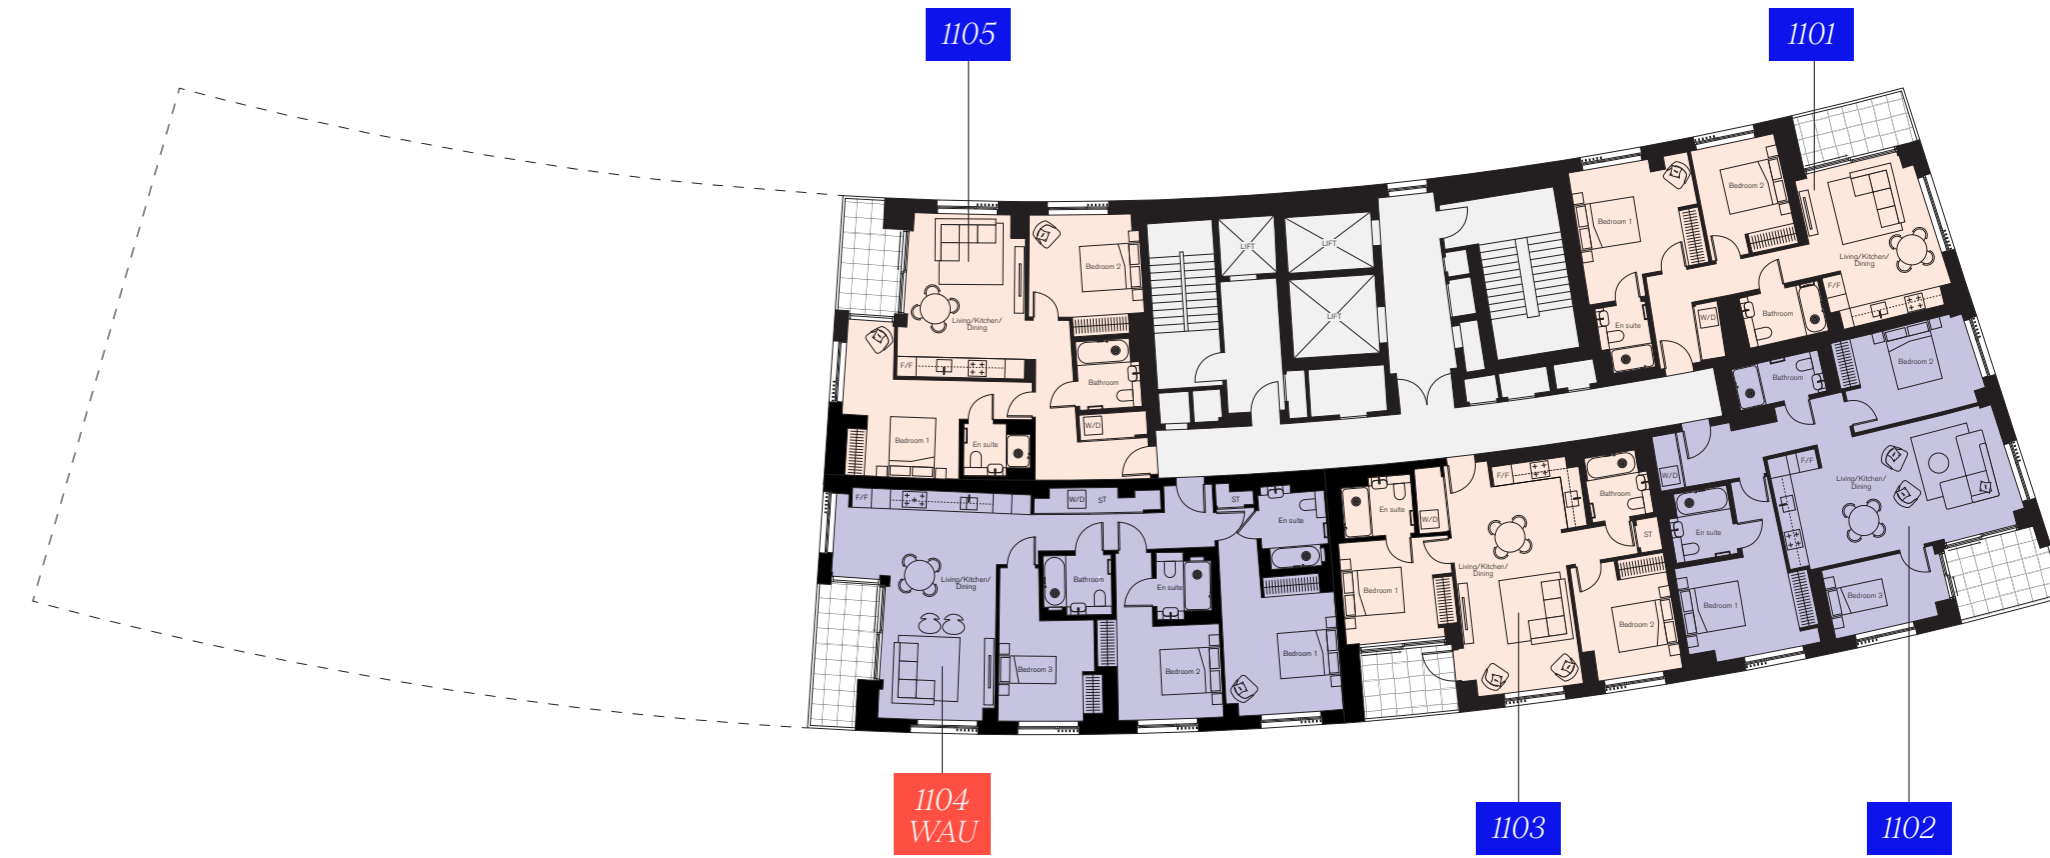 1105
1101
Bedroom 2
Bedroom 1
Living/Kitchen/
Dining
F/F
En suite
W/D
Bathroom
LIFT
LIFT
LIFT
Bedroom 2
Living/Kitchen/
Dining
F/F
Bathroom
W/D
Bedroom 1
En suite
Bedroom 2
Bathroom
F/F
Living/Kitchen/
Dining
W/D
En suite
Bedroom 1
Bedroom 3
F/F
W/D
ST
ST
En suite
Living/Kitchen/
Dining
Bathroom
En suite
Bedroom 3
Bedroom 2
Bedroom 1
F/F
Bathroom
En suite
W/D
ST
Living/Kitchen/
Dining
Bedroom 1
Bedroom 2
1104
WAU
1103
1102